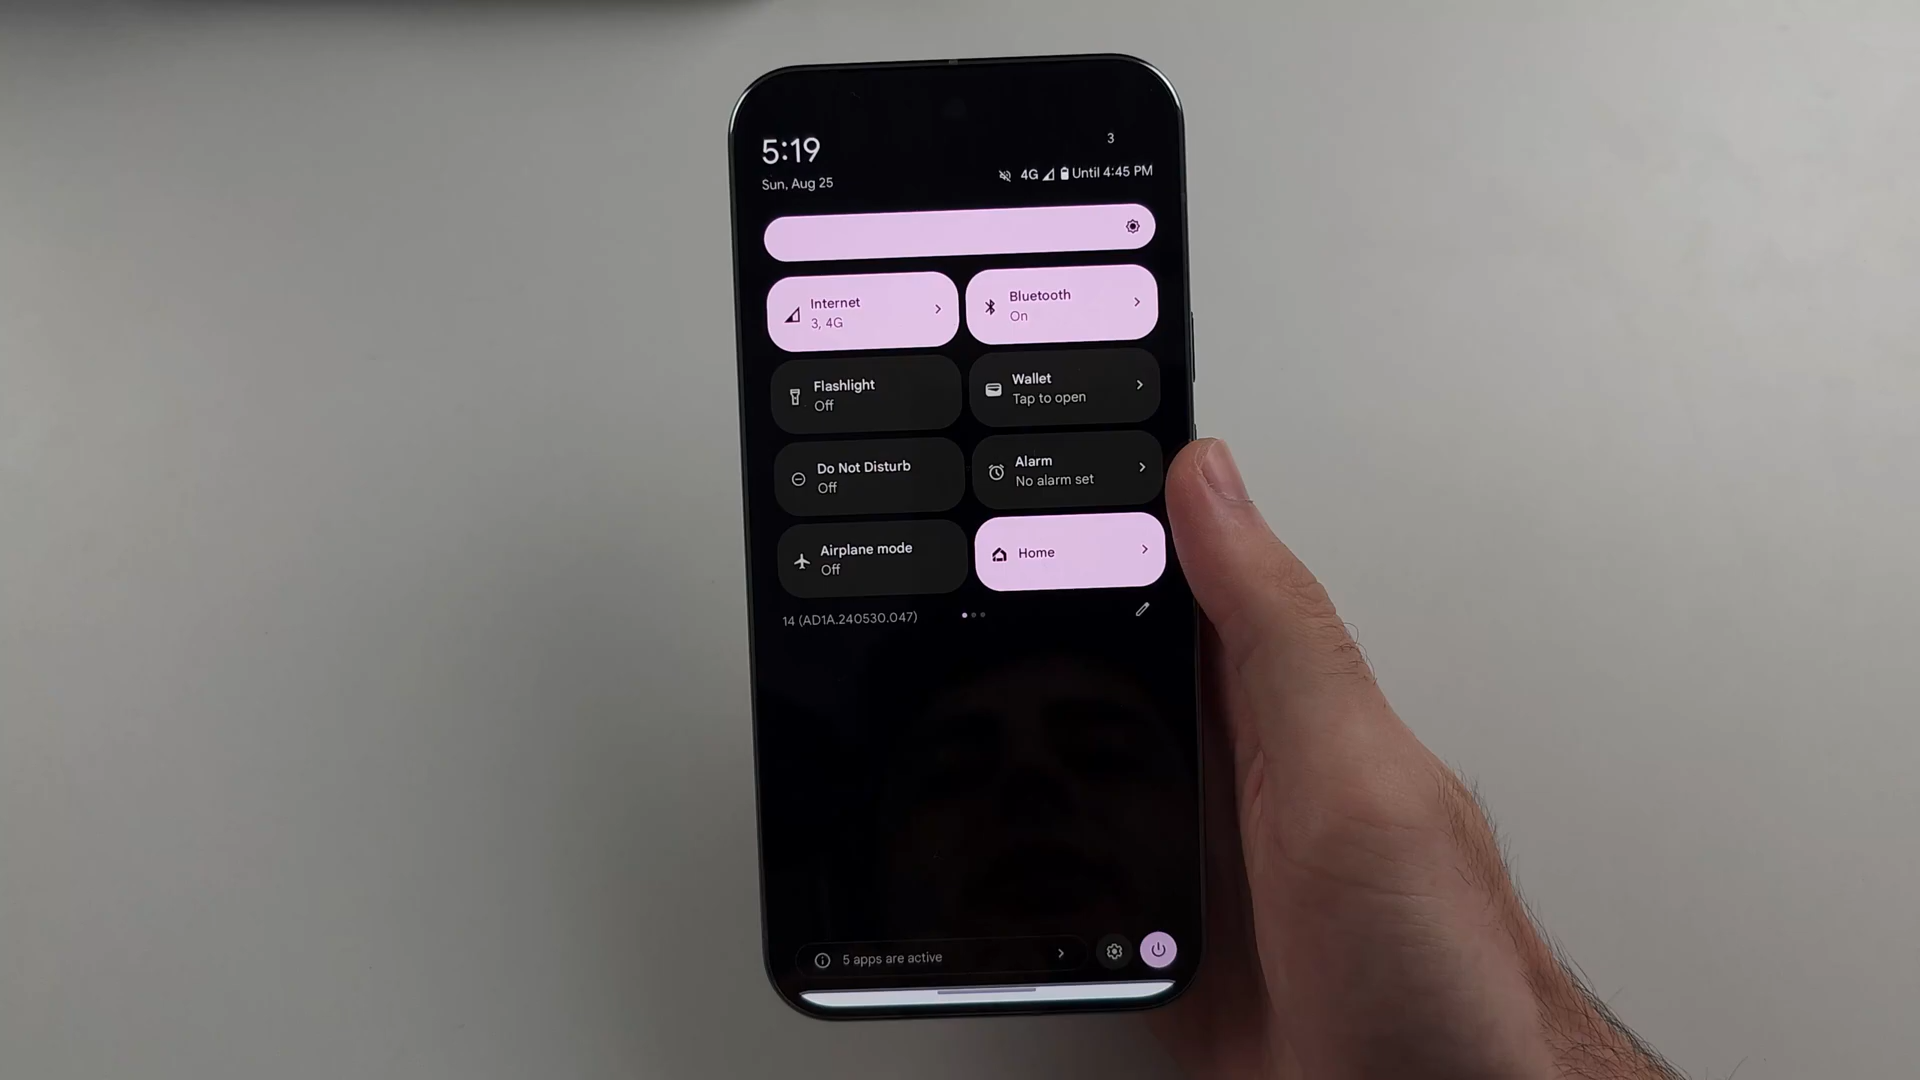 5:19
3
Sun, Aug 25
4G Until 4:45 PM
Internet
3, 4G
Bluetooth
On
Flashlight
Off
Wallet
Tap to open
Do Not Disturb
Off
Alarm
No alarm set
Airplane mode
Off
Home
14 (AD1A.240530.047)
5 apps are active